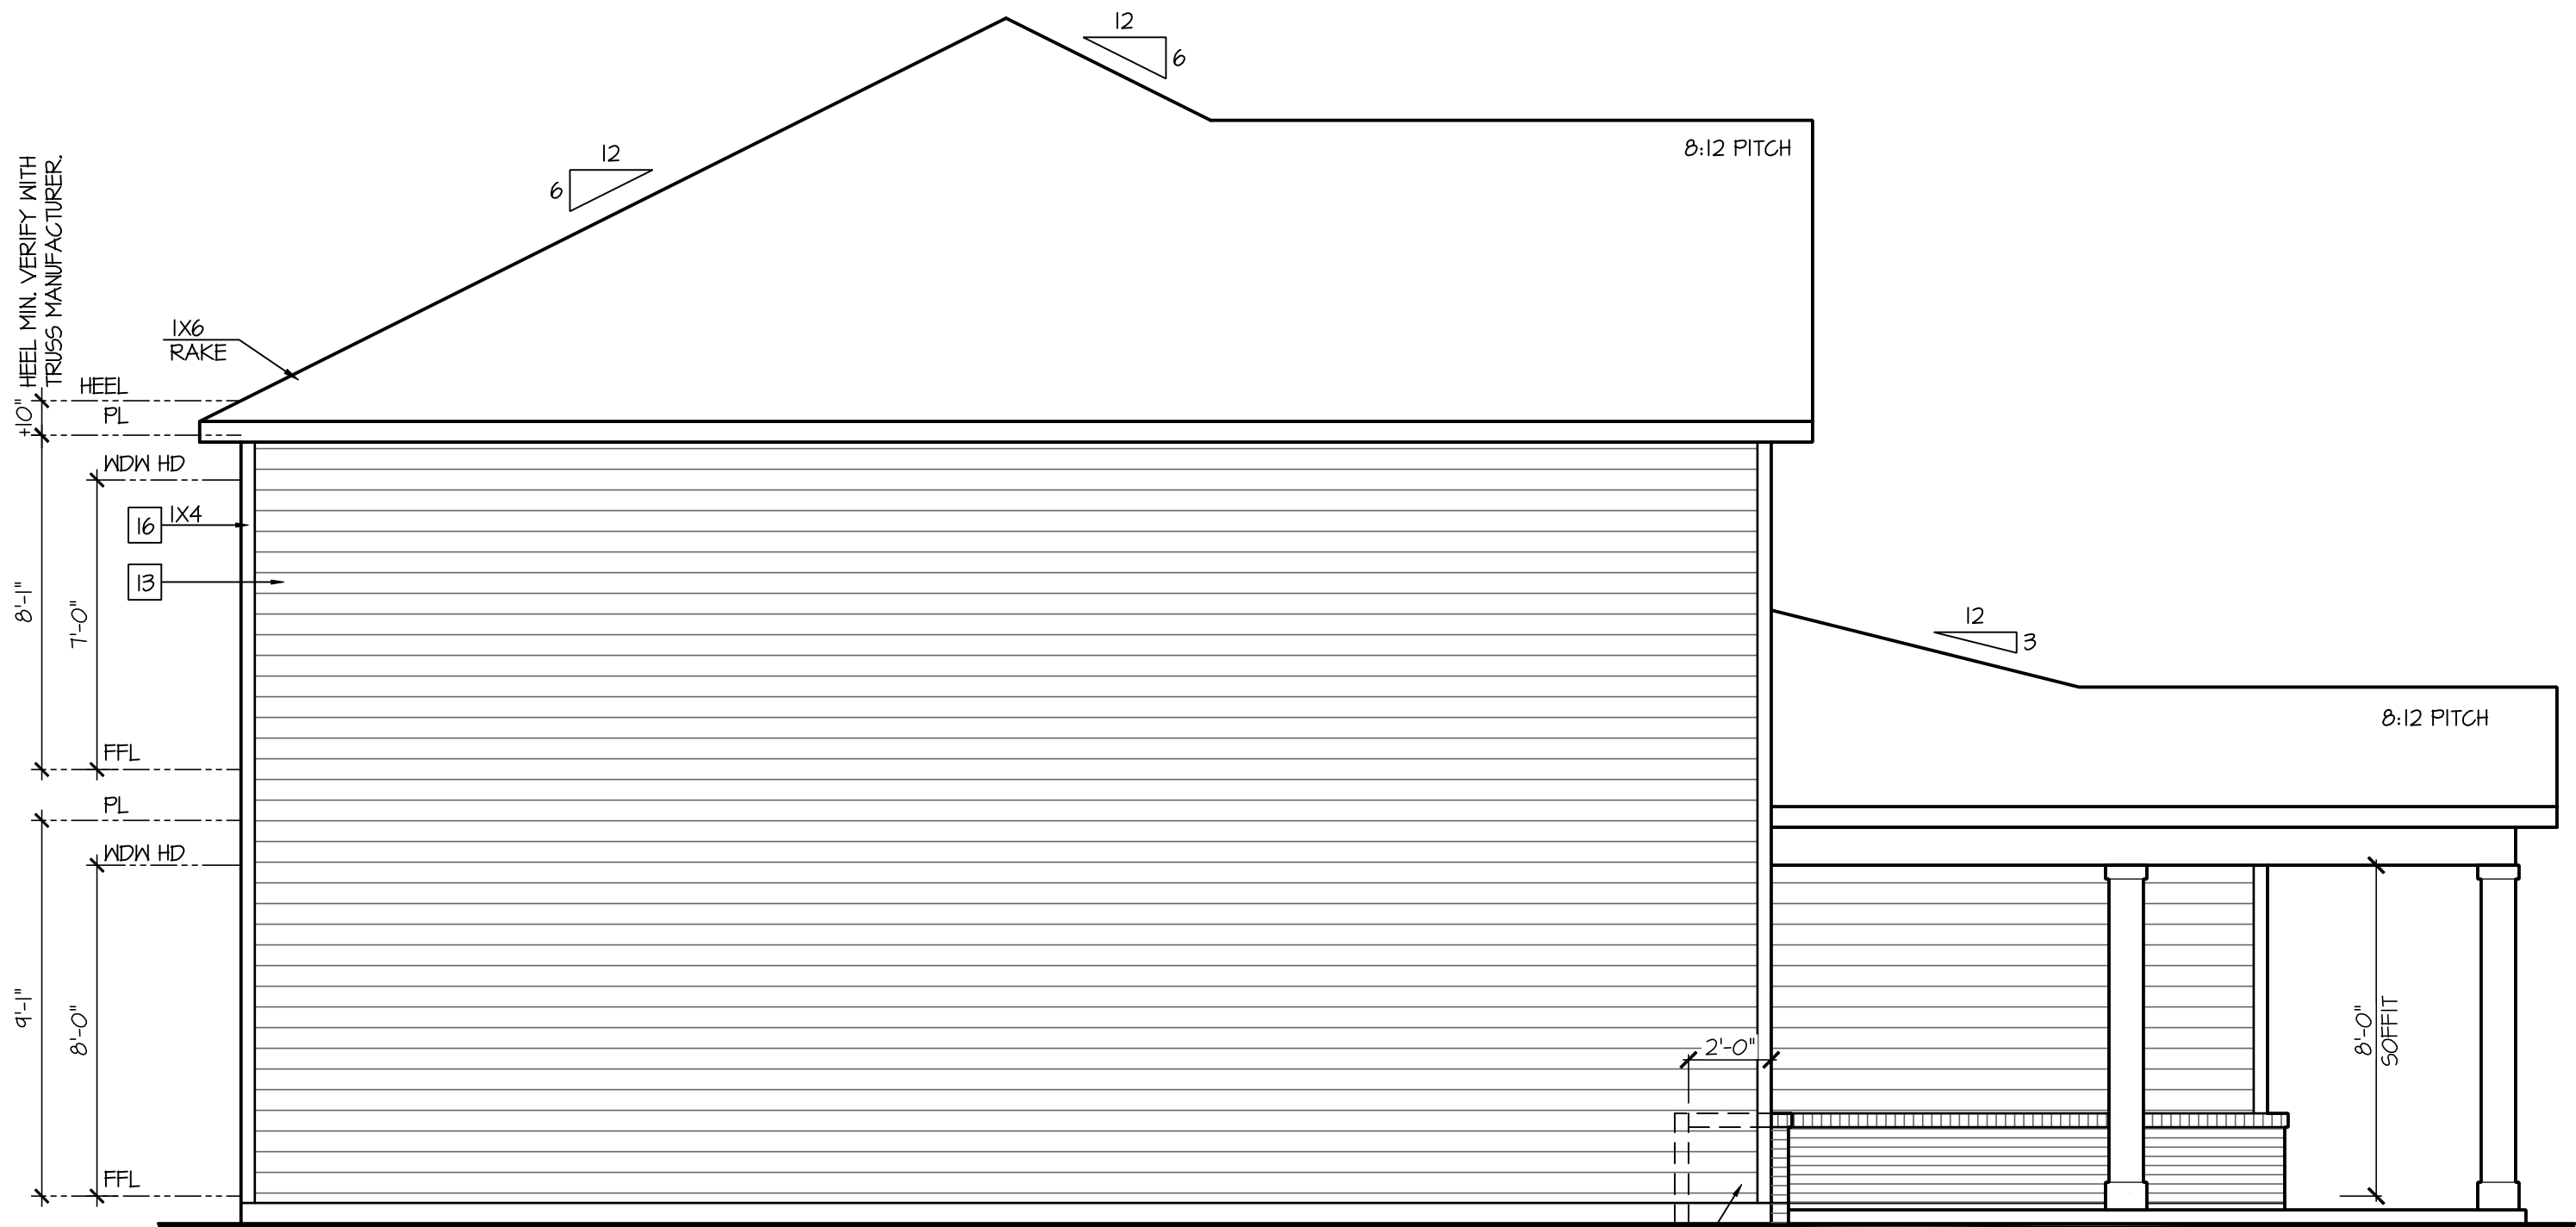 12
6
8:12 PITCH
12
6
HEEL MIN. VERIFY WITH
TRUSS MANUFACTURER.
+10"
1X6
RAKE
HEEL
PL
WDW HD
16 1X4
13
8'-1"
7'-0"
12
3
8:12 PITCH
FFL
PL
WDW HD
9'-1"
8'-0"
8'-0"
SOFFIT
2'-0"
FFL